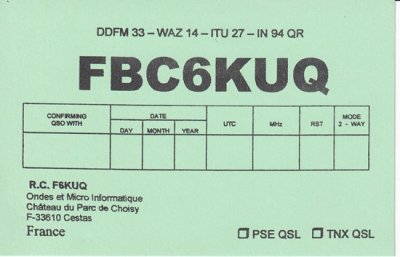 DDFM 33 – WAZ 14 – ITU 27 – IN 94 QR
FBC6KUQ
CONFIRMING QSO WITH DATE UTC MHz RST MODE 2 - WAY
DAY MONTH YEAR
R.C. F6KUQ
Ondes et Micro Informatique
Château du Parc de Choisy
F-33610 Cestas
France
PSE QSL TNX QSL